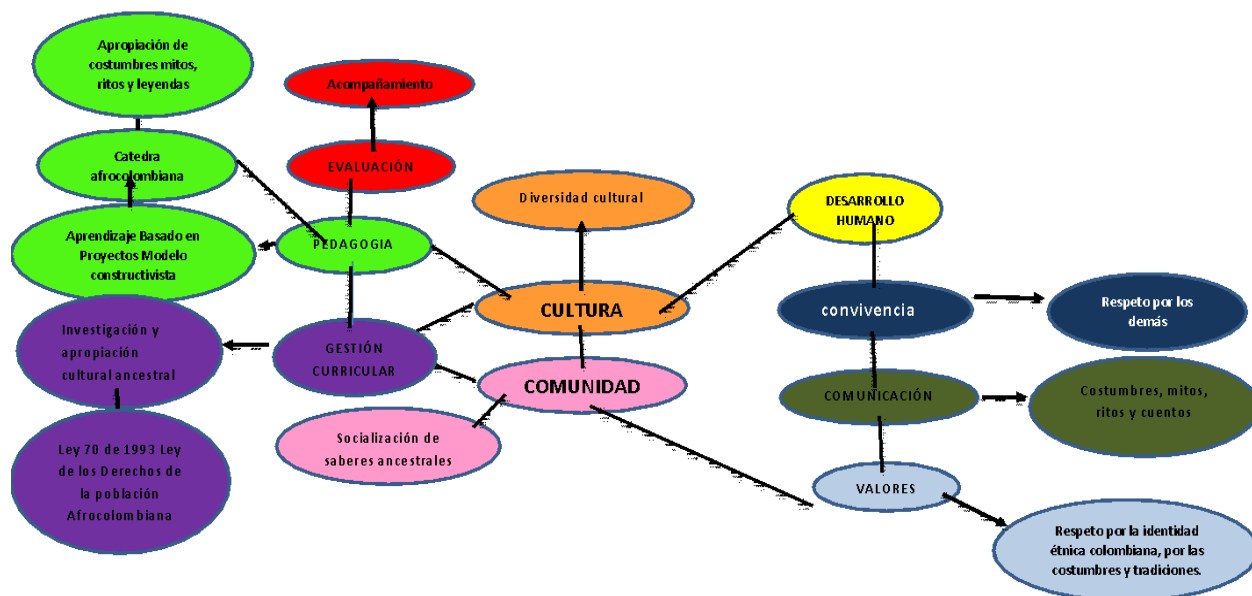 Apropiación de
costumbres mitos,
ritos y leyendas
Acompañamiento
Catedra
afrocolombiana
EVALUACIÓN
Diversidad cultural
DESARROLLO
HUMANO
Aprendizaje Basado en
Proyectos Modelo
constructivista
PEDAGOGIA
CULTURA
convivencia
Respeto por los
demás
Investigación y
apropiación
cultural ancestral
GESTIÓN
CURRICULAR
COMUNIDAD
COMUNICACIÓN
Costumbres, mitos,
ritos y cuentos
Socialización de
saberes ancestrales
Ley 70 de 1993 Ley
de los Derechos de
la población
Afrocolombiana
VALORES
Respeto por la identidad
étnica colombiana, por las
costumbres y tradiciones.